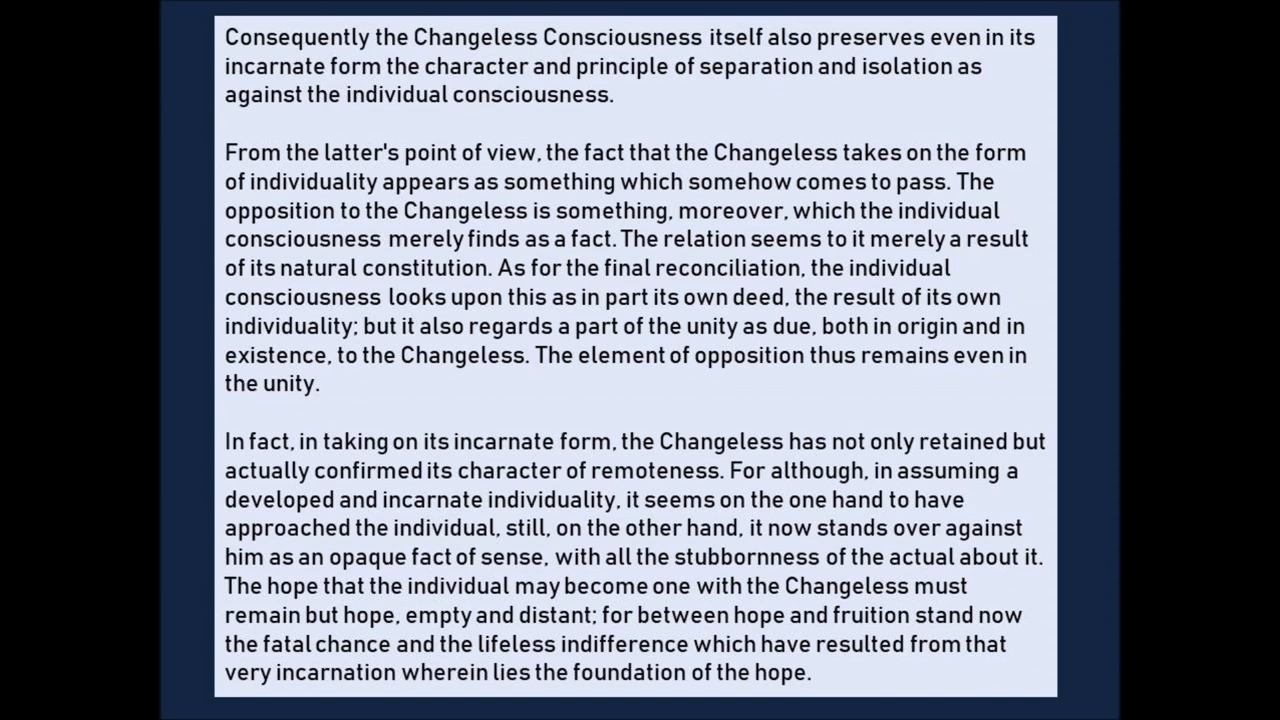 Consequently the Changeless Consciousness itself also preserves even in its
incarnate form the character and principle of separation and isolation as
against the individual consciousness.
From the latter's point of view, the fact that the Changeless takes on the form
of individuality appears as something which somehow comes to pass. The
opposition to the Changeless is something, moreover, which the individual
consciousness merely finds as a fact. The relation seems to it merely a result
of its natural constitution. As for the final reconciliation, the individual
consciousness looks upon this as in part its own deed, the result of its own
individuality; but it also regards a part of the unity as due, both in origin and in
existence, to the Changeless. The element of opposition thus remains even in
the unity.
In fact, in taking on its incarnate form, the Changeless has not only retained but
actually confirmed its character of remoteness. For although, in assuming a
developed and incarnate individuality, it seems on the one hand to have
approached the individual, still, on the other hand, it now stands over against
him as an opaque fact of sense, with all the stubbornness of the actual about it.
The hope that the individual may become one with the Changeless must
remain but hope, empty and distant; for between hope and fruition stand now
the fatal chance and the lifeless indifference which have resulted from that
very incarnation wherein lies the foundation of the hope.